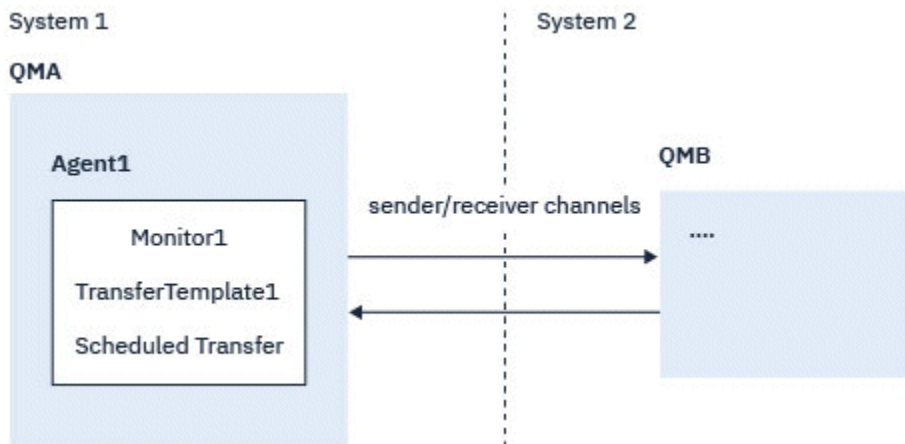 System 1
System 2
QMA
Agent1
Monitor1
TransferTemplate1
Scheduled Transfer
sender/receiver channels
QMB
....